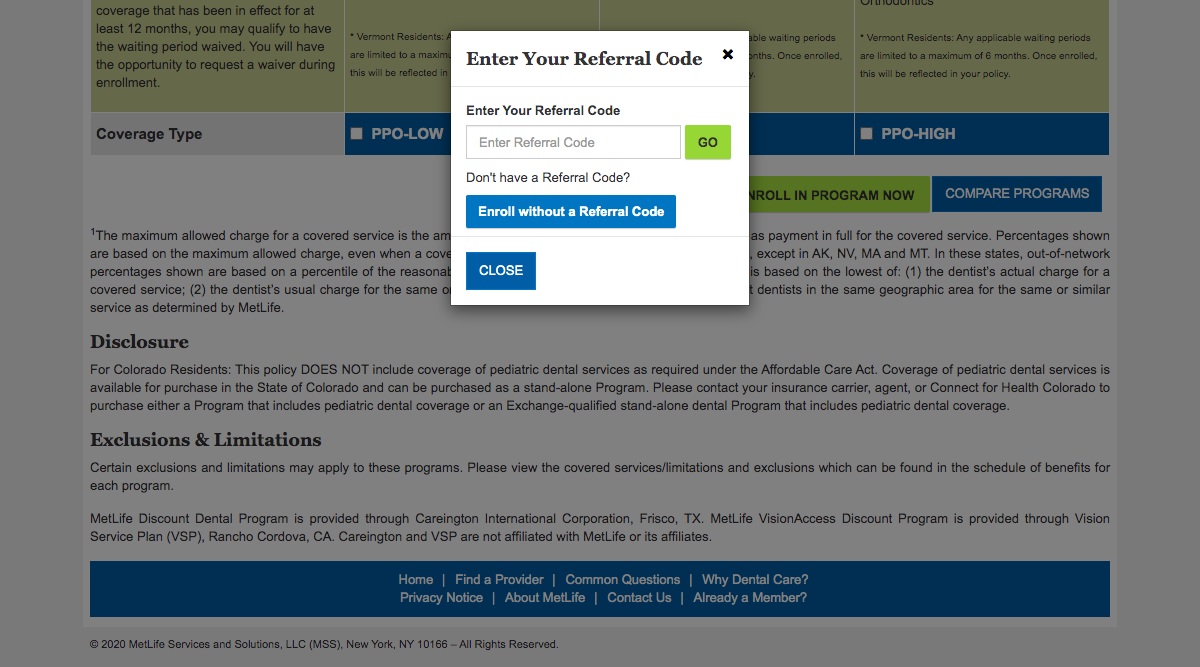 coverage that has been in effect for at
least 12 months, you may qualify to have
the waiting period waived. You will have
the opportunity to request a waiver during
enrollment.
* Vermont Residents:
are limited to a
this will be reflected in
able waiting periods
Once enrolled,
Orthodontics
* Vermont Residents: Any applicable waiting periods
are limited to a maximum of 6 months. Once enrolled,
this will be reflected in your policy.
Enter Your Referral Code
Enter Your Referral Code
Enter Referral Code
GO
Don't have a Referral Code?
Enroll without a Referral Code
CLOSE
Coverage Type
PPO-LOW
PPO-HIGH
NROLL IN PROGRAM NOW
COMPARE PROGRAMS
1The maximum allowed charge for a covered service is the am as payment in full for the covered service. Percentages shown
are based on the maximum allowed charge, even when a cove , except in AK, NV, MA and MT. In these states, out-of-network
percentages shown are based on a percentile of the reasonab is based on the lowest of: (1) the dentist's actual charge for a
covered service; (2) the dentist's usual charge for the same o t dentists in the same geographic area for the same or similar
service as determined by MetLife.
Disclosure
For Colorado Residents: This policy DOES NOT include coverage of pediatric dental services as required under the Affordable Care Act. Coverage of pediatric dental services is
available for purchase in the State of Colorado and can be purchased as a stand-alone Program. Please contact your insurance carrier, agent, or Connect for Health Colorado to
purchase either a Program that includes pediatric dental coverage or an Exchange-qualified stand-alone dental Program that includes pediatric dental coverage.
Exclusions & Limitations
Certain exclusions and limitations may apply to these programs. Please view the covered services/limitations and exclusions which can be found in the schedule of benefits for
each program.
MetLife Discount Dental Program is provided through Careington International Corporation, Frisco, TX. MetLife VisionAccess Discount Program is provided through Vision
Service Plan (VSP), Rancho Cordova, CA. Careington and VSP are not affiliated with MetLife or its affiliates.
Home | Find a Provider | Common Questions | Why Dental Care?
Privacy Notice | About MetLife | Contact Us | Already a Member?
© 2020 MetLife Services and Solutions, LLC (MSS), New York, NY 10166 – All Rights Reserved.